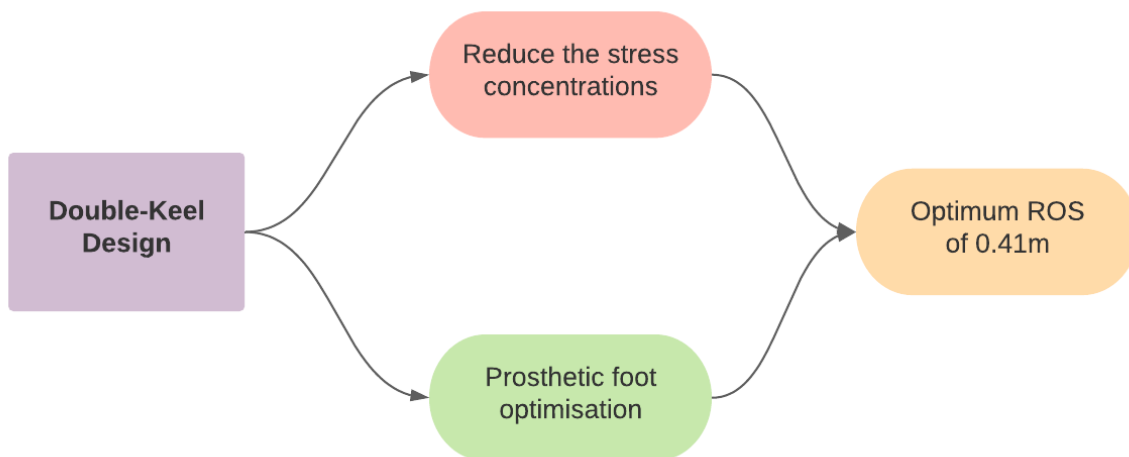 Reduce the stress
concentrations
Double-Keel
Design
Optimum ROS
of 0.41m
Prosthetic foot
optimisation